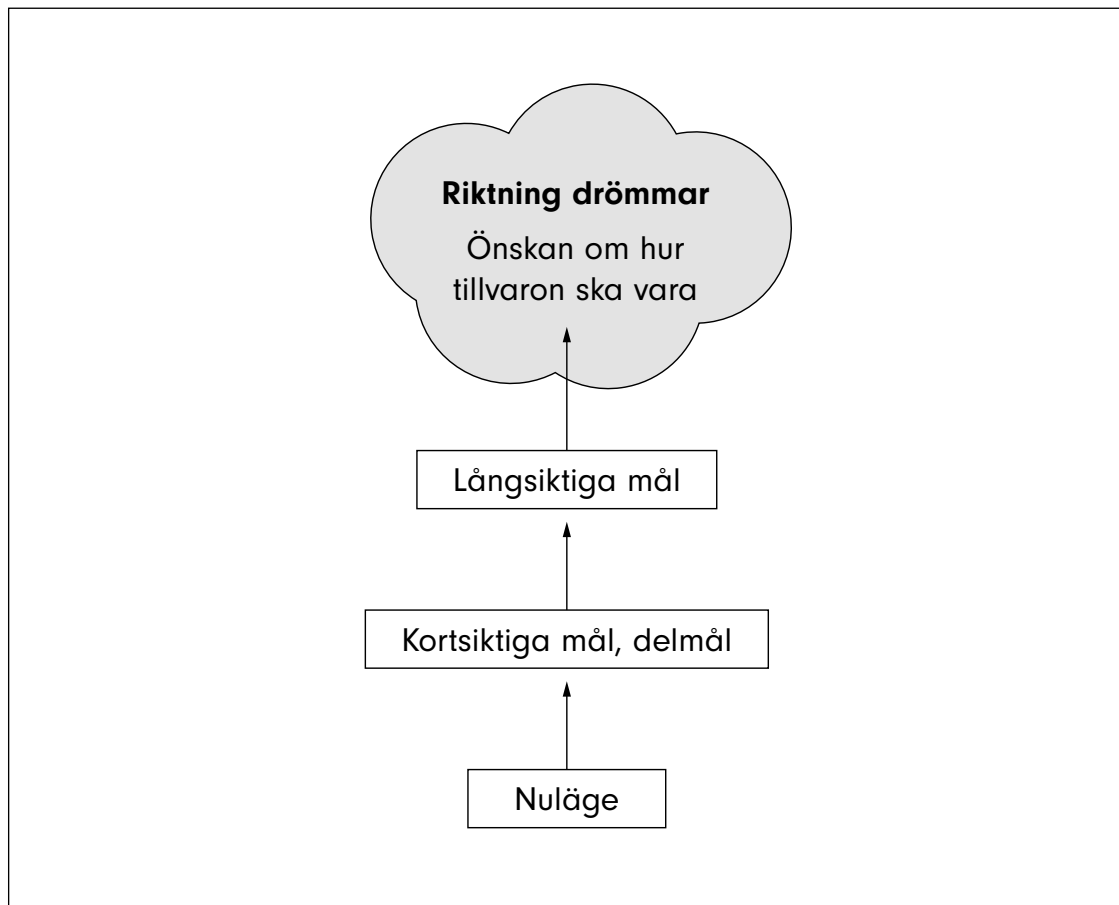 Riktning drömmar
Önskan om hur
tillvaron ska vara
Långsiktiga mål
Kortsiktiga mål, delmål
Nuläge